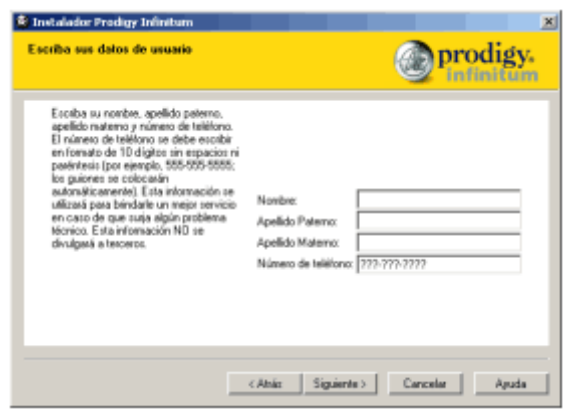 Instalador Prodigy Infinitum
Escriba sus datos de usuario
prodigy
infinitum
Escriba su nombre, apellido paterno,
apellido materno y número de teléfono.
El número de teléfono se debe escribir
en formato de 10 dígitos sin espacios ni
paréntesis (por ejemplo, 555-555-5555;
los guiones se colocarán
automáticamente). Esta información se
utilizará para brindarle un mejor servicio
en caso de que surja algún problema
técnico. Esta información NO se
divulgará a terceros.
Nombre:
Apellido Paterno:
Apellido Materno:
Número de teléfono: ???-???-????
< Atrás Siguiente > Cancelar Ayuda